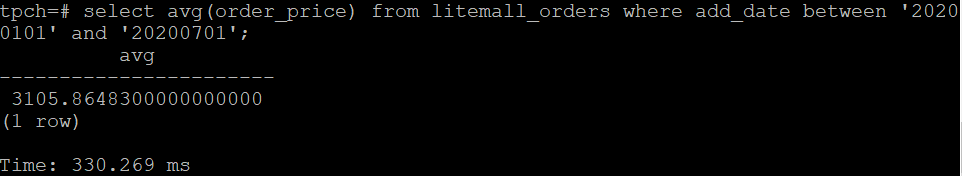 tpch=# select avg(order_price) from litemall_orders where add_date between '2020
0101' and '20200701';
avg
-----------------------
3105.8648300000000000
(1 row)
Time: 330.269 ms